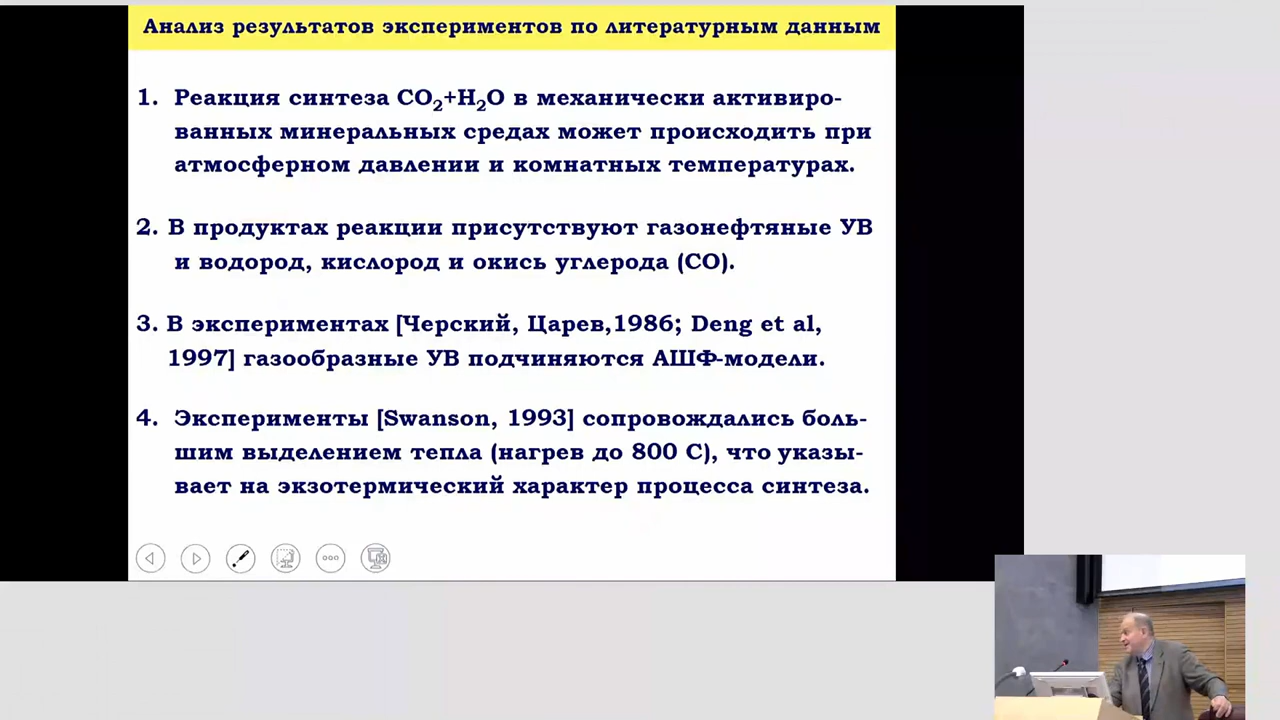 Анализ результатов экспериментов по литературным данным
1. Реакция синтеза CO₂+H₂O в механически активиро-
ванных минеральных средах может происходить при
атмосферном давлении и комнатных температурах.
2. В продуктах реакции присутствуют газонефтяные УВ
и водород, кислород и окись углерода (CO).
3. В экспериментах [Черский, Царев,1986; Deng et al,
1997] газообразные УВ подчиняются АШФ-модели.
4. Эксперименты [Swanson, 1993] сопровождались боль-
шим выделением тепла (нагрев до 800 С), что указы-
вает на экзотермический характер процесса синтеза.